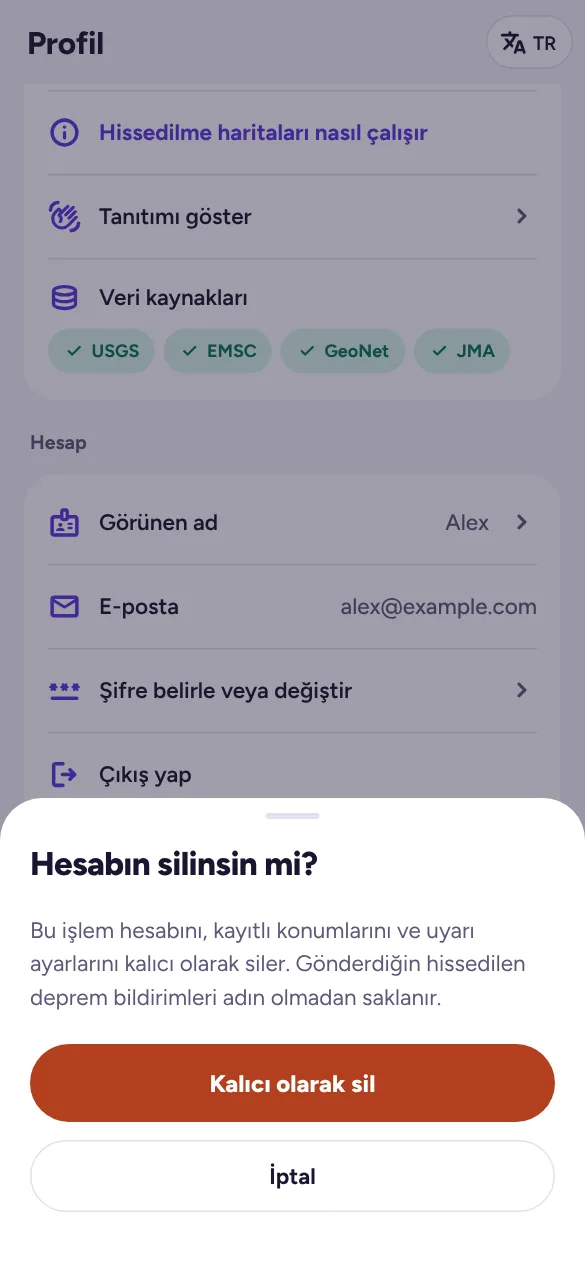 Profil
TR
Hissedilme haritaları nasıl çalışır
Tanıtımı göster
Veri kaynakları
USGS EMSC GeoNet JMA
Hesap
Görünen ad Alex
E-posta alex@example.com
Şifre belirle veya değiştir
Çıkış yap
Hesabın silinsin mi?
Bu işlem hesabını, kayıtlı konumlarını ve uyarı
ayarlarını kalıcı olarak siler. Gönderdiğin hissedilen
deprem bildirimleri adın olmadan saklanır.
Kalıcı olarak sil
İptal